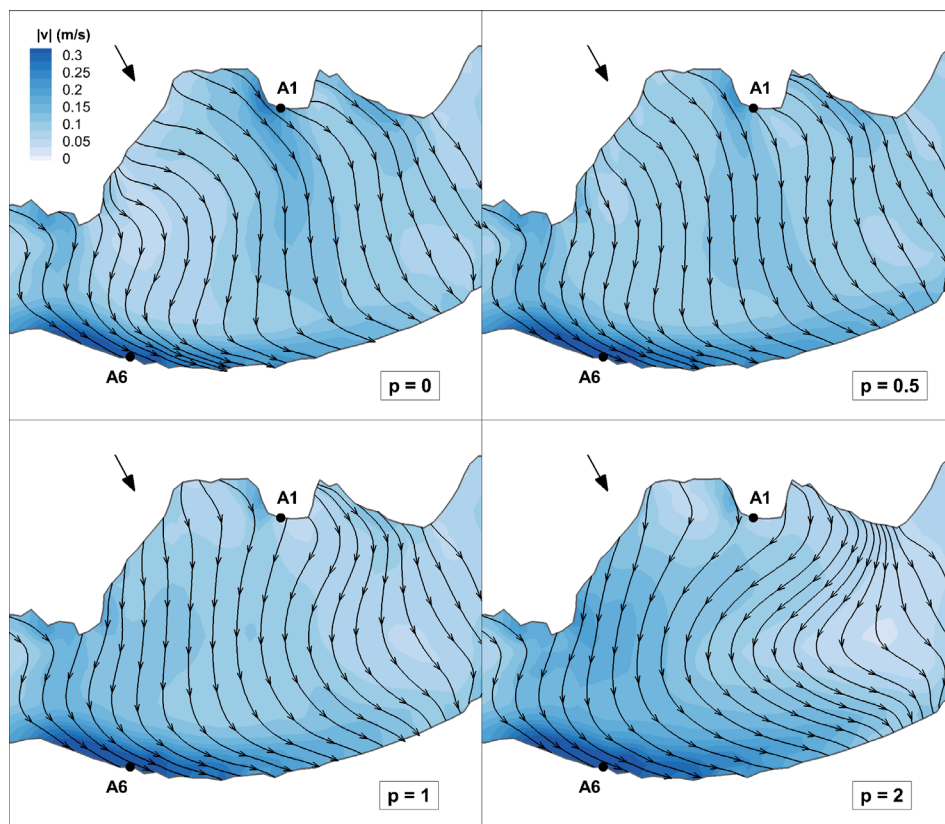 |v| (m/s)
0.3
0.25
0.2
0.15
0.1
0.05
0
A1
A6
p = 0
A1
A6
p = 0.5
A1
A6
p = 1
A1
A6
p = 2